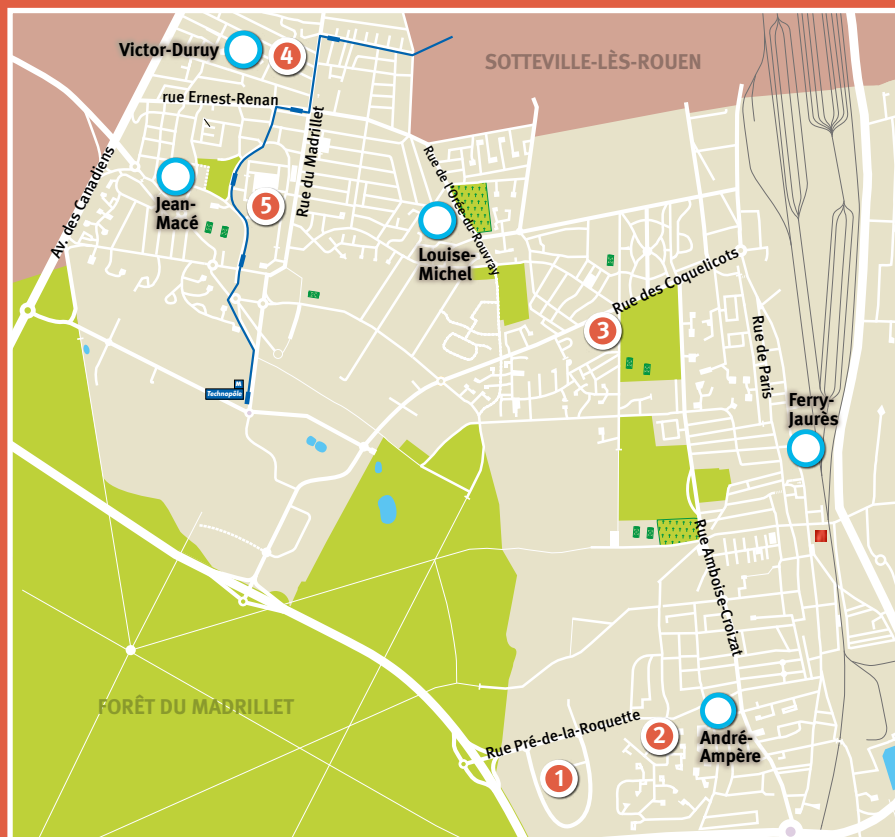 Victor-Duruy
4
SOTTEVILLE-LÈS-ROUEN
rue Ernest-Renan
Rue du Madrillet
Av. des Canadiens
Jean-
Macé
5
Rue de l'Orée-du-Rouvray
Louise-
Michel
Rue des Coquelicots
3
Rue de Paris
M
Technopôle
Ferry-
Jaurès
Rue Amboise-Croizat
FORÊT DU MADRILLET
Rue Pré-de-la-Roquette
2
André-
Ampère
1